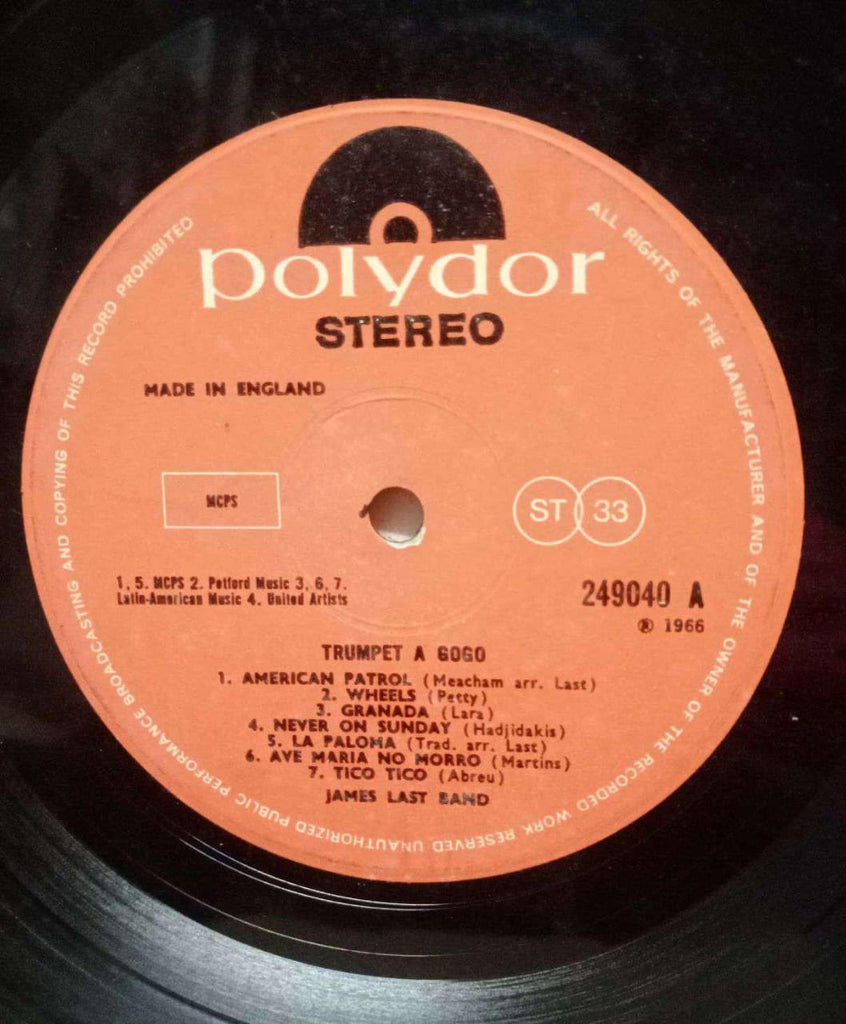 polydor
STEREO
MADE IN ENGLAND
MCPS
ST 33
1, 5. MCPS 2. Petford Music 3, 6, 7.
Latin-American Music 4. United Artists
249040 A
℗ 1966
TRUMPET A GOGO
1. AMERICAN PATROL (Meacham arr. Last)
2. WHEELS (Petty)
3. GRANADA (Lara)
4. NEVER ON SUNDAY (Hadjidakis)
5. LA PALOMA (Trad. arr. Last)
6. AVE MARIA NO MORRO (Martins)
7. TICO TICO (Abreu)
JAMES LAST BAND
ALL RIGHTS OF THE MANUFACTURER AND OF THE OWNER OF THE RECORDED WORK RESERVED UNAUTHORIZED PUBLIC PERFORMANCE BROADCASTING AND COPYING OF THIS RECORD PROHIBITED